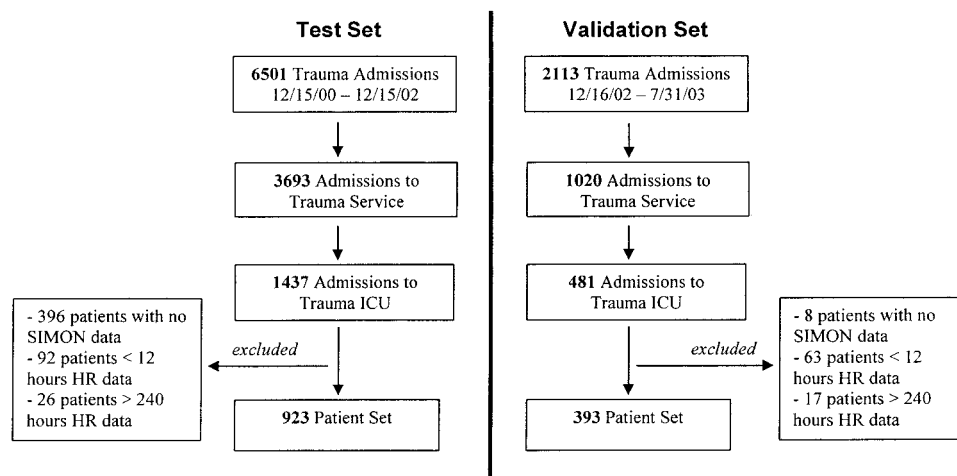 Test Set
6501 Trauma Admissions
12/15/00 – 12/15/02
3693 Admissions to
Trauma Service
1437 Admissions to
Trauma ICU
- 396 patients with no
SIMON data
- 92 patients < 12
hours HR data
- 26 patients > 240
hours HR data
excluded
923 Patient Set
Validation Set
2113 Trauma Admissions
12/16/02 – 7/31/03
1020 Admissions to
Trauma Service
481 Admissions to
Trauma ICU
excluded
- 8 patients with no
SIMON data
- 63 patients < 12
hours HR data
- 17 patients > 240
hours HR data
393 Patient Set